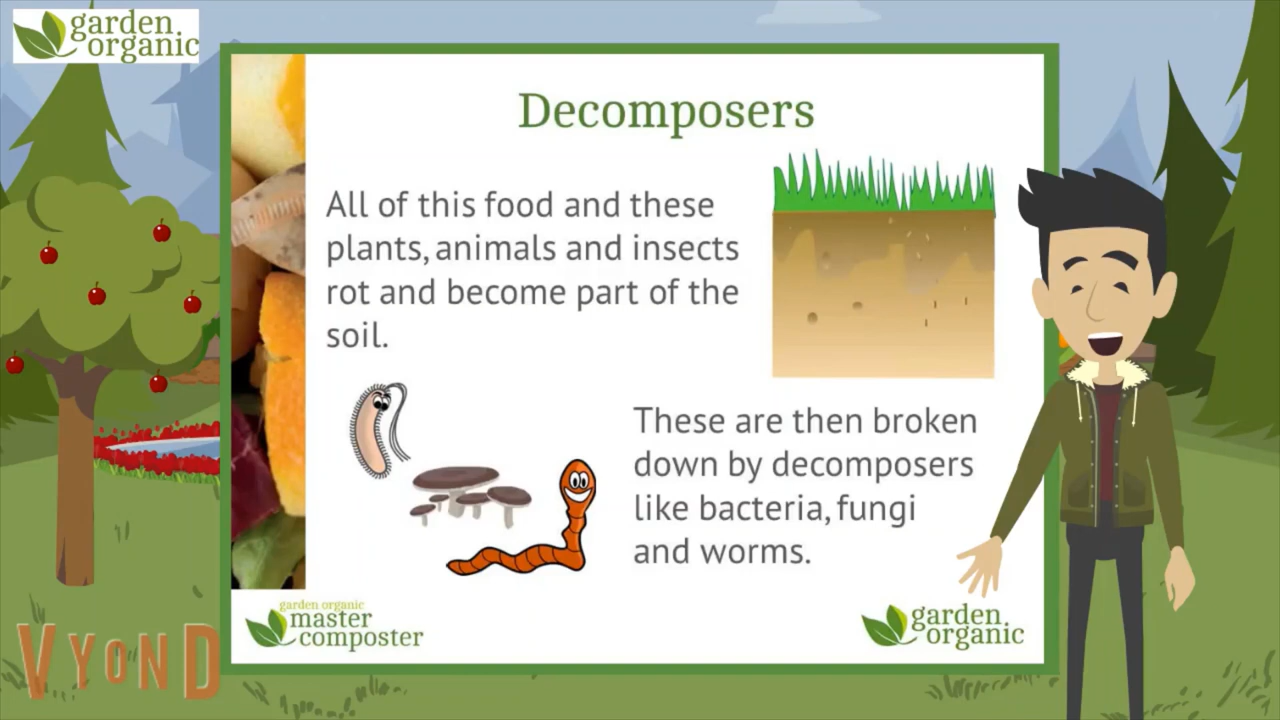 garden
organic
Decomposers
All of this food and these
plants, animals and insects
rot and become part of the
soil.
These are then broken
down by decomposers
like bacteria, fungi
and worms.
garden organic
master
composter
garden
organic
VYOND